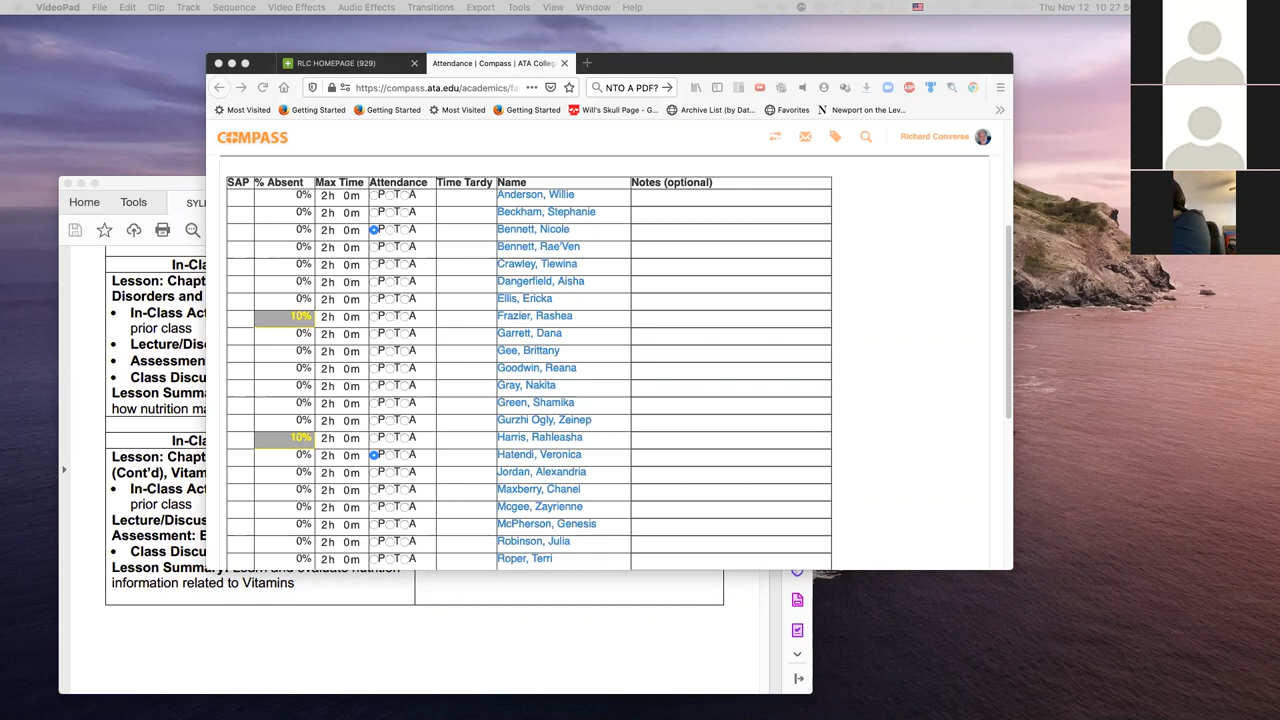 VideoPad File Edit Clip Track Sequence Video Effects Audio Effects Transitions Export Tools View Window Help Thu Nov 12 10 27 5
RLC HOMEPAGE (929)
Attendance | Compass | ATA Colleg
https://compass.ata.edu/academics/fa
NTO A PDF?
Most Visited Getting Started Getting Started Most Visited Getting Started Will's Skull Page - G... Archive List (by Dat... Favorites Newport on the Lev...
COMPASS
Richard Converse
SAP % Absent Max Time Attendance Time Tardy Name Notes (optional)
0% 2h 0m P T A Anderson, Willie
0% 2h 0m P T A Beckham, Stephanie
0% 2h 0m P T A Bennett, Nicole
0% 2h 0m P T A Bennett, Rae'Ven
0% 2h 0m P T A Crawley, Tiewina
0% 2h 0m P T A Dangerfield, Aisha
0% 2h 0m P T A Ellis, Ericka
10% 2h 0m P T A Frazier, Rashea
0% 2h 0m P T A Garrett, Dana
0% 2h 0m P T A Gee, Brittany
0% 2h 0m P T A Goodwin, Reana
0% 2h 0m P T A Gray, Nakita
0% 2h 0m P T A Green, Shamika
0% 2h 0m P T A Gurzhi Ogly, Zeinep
10% 2h 0m P T A Harris, Rahleasha
0% 2h 0m P T A Hatendi, Veronica
0% 2h 0m P T A Jordan, Alexandria
0% 2h 0m P T A Maxberry, Chanel
0% 2h 0m P T A Mcgee, Zayrienne
0% 2h 0m P T A McPherson, Genesis
0% 2h 0m P T A Robinson, Julia
0% 2h 0m P T A Roper, Terri
Home Tools SYL
In-Cla
Lesson: Chapt
Disorders and
• In-Class Act
prior class
• Lecture/Disc
• Assessment
• Class Discu
Lesson Summa
how nutrition ma
In-Cla
Lesson: Chapt
(Cont'd), Vitam
• In-Class Act
prior class
Lecture/Discus
Assessment: E
• Class Discu
Lesson Summary: Learn and evaluate nutrition
information related to Vitamins